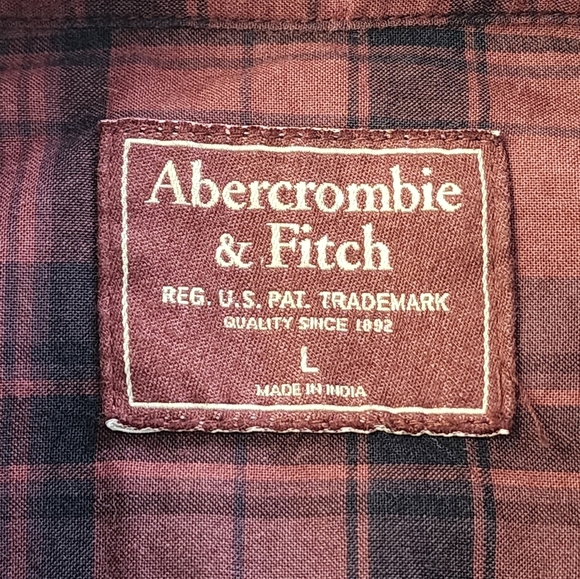 Abercrombie
& Fitch
REG. U.S. PAT. TRADEMARK
QUALITY SINCE 1892
L
MADE IN INDIA